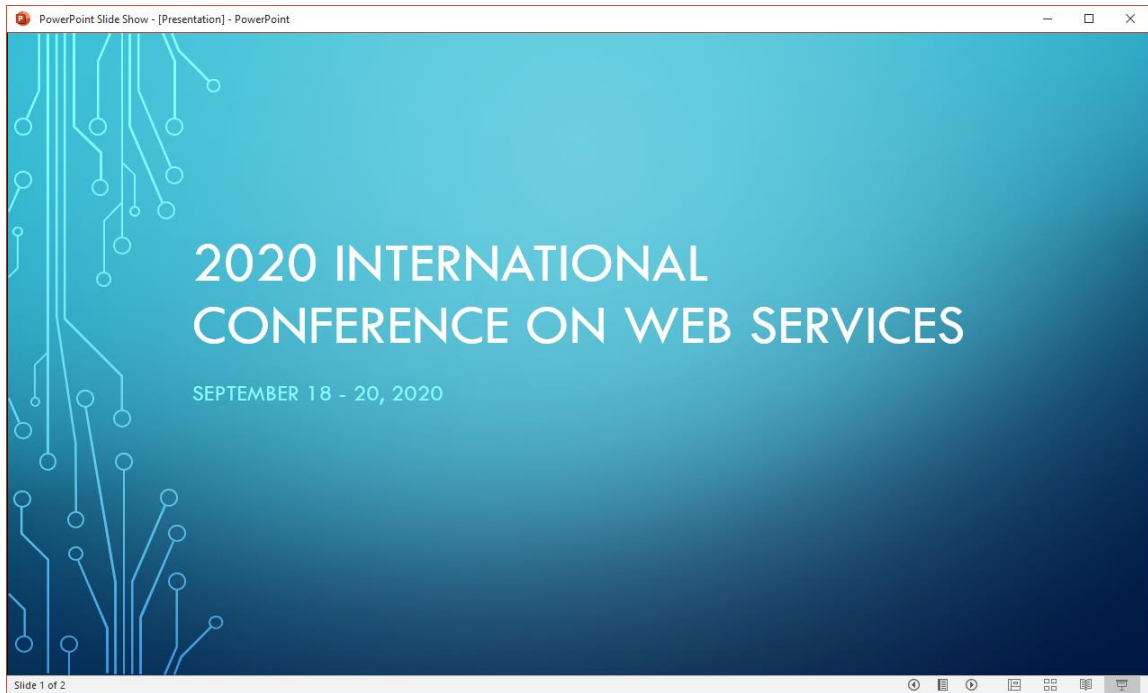 PowerPoint Slide Show - [Presentation] - PowerPoint
2020 INTERNATIONAL
CONFERENCE ON WEB SERVICES
SEPTEMBER 18 - 20, 2020
Slide 1 of 2